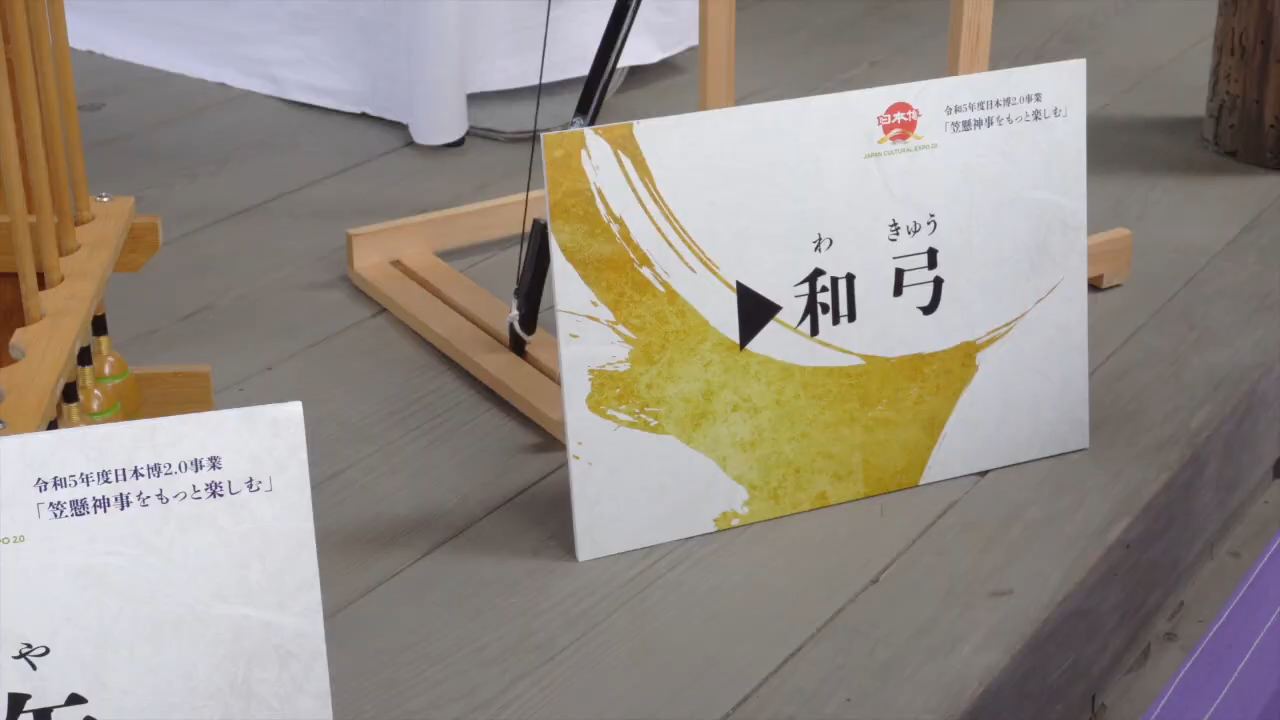 日本博
JAPAN CULTURAL EXPO 2.0
令和5年度日本博2.0事業
「笠懸神事をもっと楽しむ」
わ きゅう
和弓
令和5年度日本博2.0事業
「笠懸神事をもっと楽しむ」
PO 2.0
や